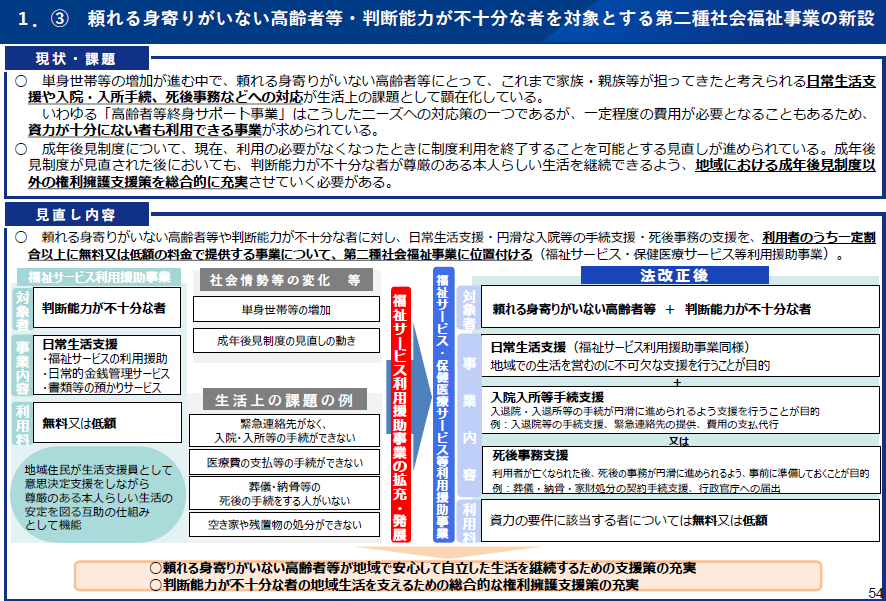 １．③　頼れる身寄りがいない高齢者等・判断能力が不十分な者を対象とする第二種社会福祉事業の新設
現状・課題
○　単身世帯等の増加が進む中で、頼れる身寄りがいない高齢者等にとって、これまで家族・親族等が担ってきたと考えられる日常生活支
援や入院・入所手続、死後事務などへの対応が生活上の課題として顕在化している。
いわゆる「高齢者等終身サポート事業」はこうしたニーズへの対応策の一つであるが、一定程度の費用が必要となることもあるため、
資力が十分にない者も利用できる事業が求められている。
○　成年後見制度について、現在、利用の必要がなくなったときに制度利用を終了することを可能とする見直しが進められている。成年後
見制度が見直された後においても、判断能力が不十分な者が尊厳のある本人らしい生活を継続できるよう、地域における成年後見制度以
外の権利擁護支援策を総合的に充実させていく必要がある。
見直し内容
○　頼れる身寄りがいない高齢者等や判断能力が不十分な者に対し、日常生活支援・円滑な入院等の手続支援・死後事務の支援を、利用者のうち一定割
合以上に無料又は低額の料金で提供する事業について、第二種社会福祉事業に位置付ける（福祉サービス・保健医療サービス等利用援助事業）。
福祉サービス利用援助事業
対象者
判断能力が不十分な者
事業内容
日常生活支援
・福祉サービスの利用援助
・日常的金銭管理サービス
・書類等の預かりサービス
利用料
無料又は低額
地域住民が生活支援員として
意思決定支援をしながら
尊厳のある本人らしい生活の
安定を図る互助の仕組み
として機能
社会情勢等の変化　等
単身世帯等の増加
成年後見制度の見直しの動き
生活上の課題の例
緊急連絡先がなく、
入院・入所等の手続ができない
医療費の支払等の手続ができない
葬儀・納骨等の
死後の手続をする人がいない
空き家や残置物の処分ができない
福祉サービス利用援助事業の拡充・発展
福祉サービス・保健医療サービス等利用援助事業
法改正後
対象者
頼れる身寄りがいない高齢者等　＋　判断能力が不十分な者
事業内容
日常生活支援（福祉サービス利用援助事業同様）
地域での生活を営むのに不可欠な支援を行うことが目的
＋
入院入所等手続支援
入退院・入退所等の手続が円滑に進められるよう支援を行うことが目的
例：入退院等の手続支援、緊急連絡先の提供、費用の支払代行
又は
死後事務支援
利用者が亡くなられた後、死後の事務が円滑に進められるよう、事前に準備しておくことが目的
例：葬儀・納骨・家財処分の契約手続支援、行政官庁への届出
利用料
資力の要件に該当する者については無料又は低額
○頼れる身寄りがいない高齢者等が地域で安心して自立した生活を継続するための支援策の充実
○判断能力が不十分な者の地域生活を支えるための総合的な権利擁護支援策の充実
54